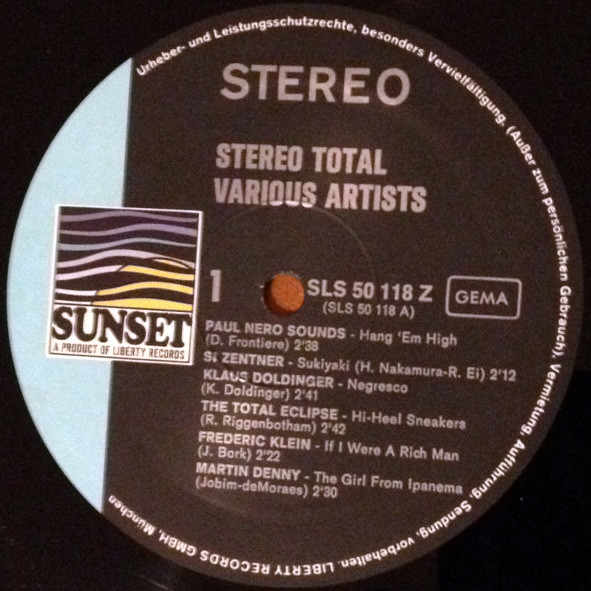 Urheber- und Leistungsschutzrechte, besonders Vervielfältigung, (Außer zum persönlichen Gebrauch), Vermietung, Aufführung, Sendung, vorbehalten. LIBERTY RECORDS GMBH, München
STEREO
STEREO TOTAL
VARIOUS ARTISTS
1
SLS 50 118 Z
(SLS 50 118 A)
GEMA
SUNSET
A PRODUCT OF LIBERTY RECORDS
PAUL NERO SOUNDS - Hang 'Em High
(D. Frontiere) 2'38
SI ZENTNER - Sukiyaki (H. Nakamura-R. Ei) 2'12
KLAUS DOLDINGER - Negresco
(K. Doldinger) 2'41
THE TOTAL ECLIPSE - Hi-Heel Sneakers
(R. Riggenbotham) 2'42
FREDERIC KLEIN - If I Were A Rich Man
(J. Bork) 2'22
MARTIN DENNY - The Girl From Ipanema
(Jobim-deMoraes) 2'30